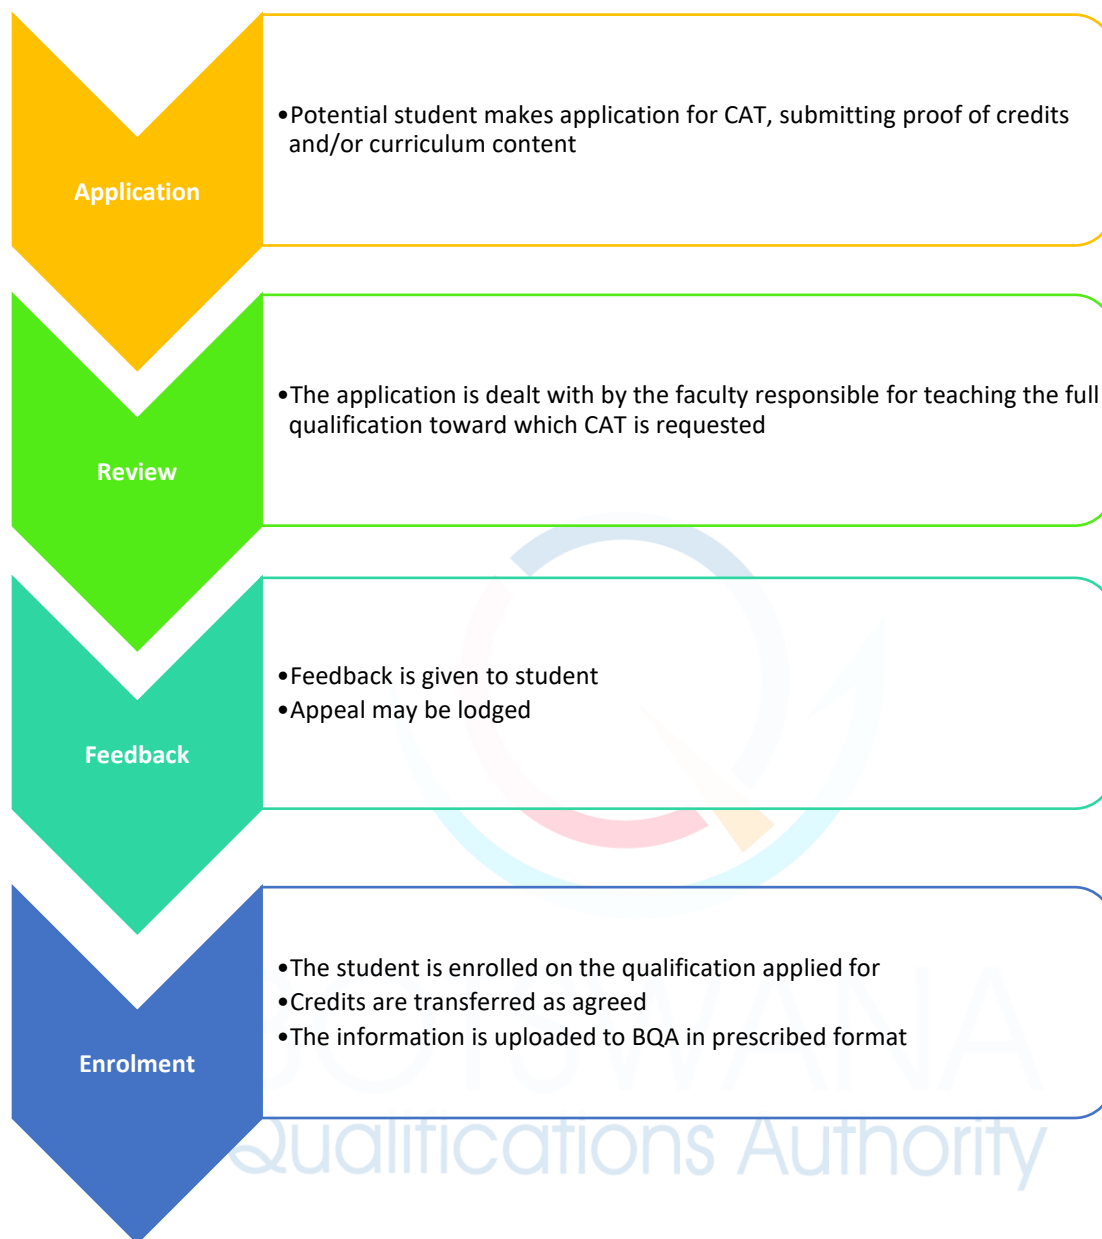 Application
•Potential student makes application for CAT, submitting proof of credits
and/or curriculum content
Review
•The application is dealt with by the faculty responsible for teaching the full
qualification toward which CAT is requested
Feedback
•Feedback is given to student
•Appeal may be lodged
Enrolment
•The student is enrolled on the qualification applied for
•Credits are transferred as agreed
•The information is uploaded to BQA in prescribed format
BOTSWANA
Qualifications Authority